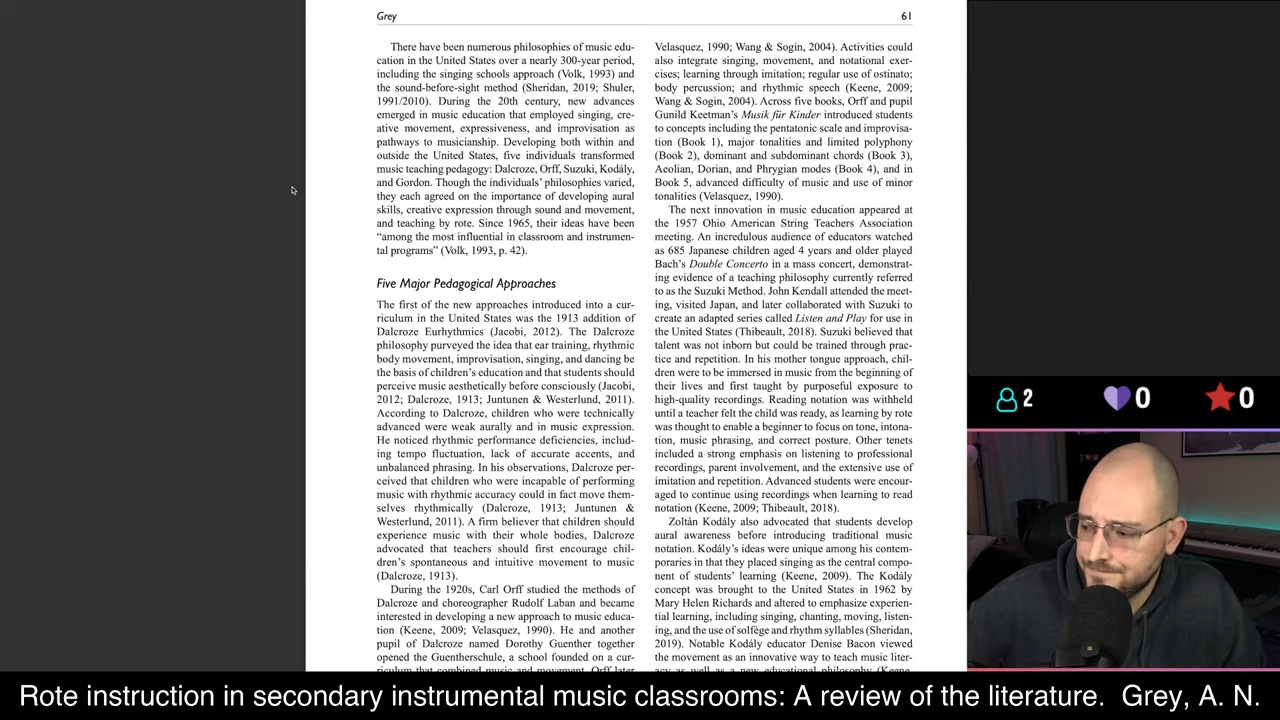 Grey
61
There have been numerous philosophies of music edu-
cation in the United States over a nearly 300-year period,
including the singing schools approach (Volk, 1993) and
the sound-before-sight method (Sheridan, 2019; Shuler,
1991/2010). During the 20th century, new advances
emerged in music education that employed singing, cre-
ative movement, expressiveness, and improvisation as
pathways to musicianship. Developing both within and
outside the United States, five individuals transformed
music teaching pedagogy: Dalcroze, Orff, Suzuki, Kodály,
and Gordon. Though the individuals’ philosophies varied,
they each agreed on the importance of developing aural
skills, creative expression through sound and movement,
and teaching by rote. Since 1965, their ideas have been
“among the most influential in classroom and instrumen-
tal programs” (Volk, 1993, p. 42).
Five Major Pedagogical Approaches
The first of the new approaches introduced into a cur-
riculum in the United States was the 1913 addition of
Dalcroze Eurhythmics (Jacobi, 2012). The Dalcroze
philosophy purveyed the idea that ear training, rhythmic
body movement, improvisation, singing, and dancing be
the basis of children’s education and that students should
perceive music aesthetically before consciously (Jacobi,
2012; Dalcroze, 1913; Juntunen & Westerlund, 2011).
According to Dalcroze, children who were technically
advanced were weak aurally and in music expression.
He noticed rhythmic performance deficiencies, includ-
ing tempo fluctuation, lack of accurate accents, and
unbalanced phrasing. In his observations, Dalcroze per-
ceived that children who were incapable of performing
music with rhythmic accuracy could in fact move them-
selves rhythmically (Dalcroze, 1913; Juntunen &
Westerlund, 2011). A firm believer that children should
experience music with their whole bodies, Dalcroze
advocated that teachers should first encourage chil-
dren’s spontaneous and intuitive movement to music
(Dalcroze, 1913).
During the 1920s, Carl Orff studied the methods of
Dalcroze and choreographer Rudolf Laban and became
interested in developing a new approach to music educa-
tion (Keene, 2009; Velasquez, 1990). He and another
pupil of Dalcroze named Dorothy Guenther together
opened the Guentherschule, a school founded on a cur-
riculum that combined music and movement. Orff later
Velasquez, 1990; Wang & Sogin, 2004). Activities could
also integrate singing, movement, and notational exer-
cises; learning through imitation; regular use of ostinato;
body percussion; and rhythmic speech (Keene, 2009;
Wang & Sogin, 2004). Across five books, Orff and pupil
Gunild Keetman’s Musik für Kinder introduced students
to concepts including the pentatonic scale and improvisa-
tion (Book 1), major tonalities and limited polyphony
(Book 2), dominant and subdominant chords (Book 3),
Aeolian, Dorian, and Phrygian modes (Book 4), and in
Book 5, advanced difficulty of music and use of minor
tonalities (Velasquez, 1990).
The next innovation in music education appeared at
the 1957 Ohio American String Teachers Association
meeting. An incredulous audience of educators watched
as 685 Japanese children aged 4 years and older played
Bach’s Double Concerto in a mass concert, demonstrat-
ing evidence of a teaching philosophy currently referred
to as the Suzuki Method. John Kendall attended the meet-
ing, visited Japan, and later collaborated with Suzuki to
create an adapted series called Listen and Play for use in
the United States (Thibeault, 2018). Suzuki believed that
talent was not inborn but could be trained through prac-
tice and repetition. In his mother tongue approach, chil-
dren were to be immersed in music from the beginning of
their lives and first taught by purposeful exposure to
high-quality recordings. Reading notation was withheld
until a teacher felt the child was ready, as learning by rote
was thought to enable a beginner to focus on tone, intona-
tion, music phrasing, and correct posture. Other tenets
included a strong emphasis on listening to professional
recordings, parent involvement, and the extensive use of
imitation and repetition. Advanced students were encour-
aged to continue using recordings when learning to read
notation (Keene, 2009; Thibeault, 2018).
Zoltán Kodály also advocated that students develop
aural awareness before introducing traditional music
notation. Kodály’s ideas were unique among his contem-
poraries in that they placed singing as the central compo-
nent of students’ learning (Keene, 2009). The Kodály
concept was brought to the United States in 1962 by
Mary Helen Richards and altered to emphasize experien-
tial learning, including singing, chanting, moving, listen-
ing, and the use of solfège and rhythm syllables (Sheridan,
2019). Notable Kodály educator Denise Bacon viewed
the movement as an innovative way to teach music liter-
acy as well as a new educational philosophy (Keene,
2
0
0
Rote instruction in secondary instrumental music classrooms: A review of the literature. Grey, A. N.